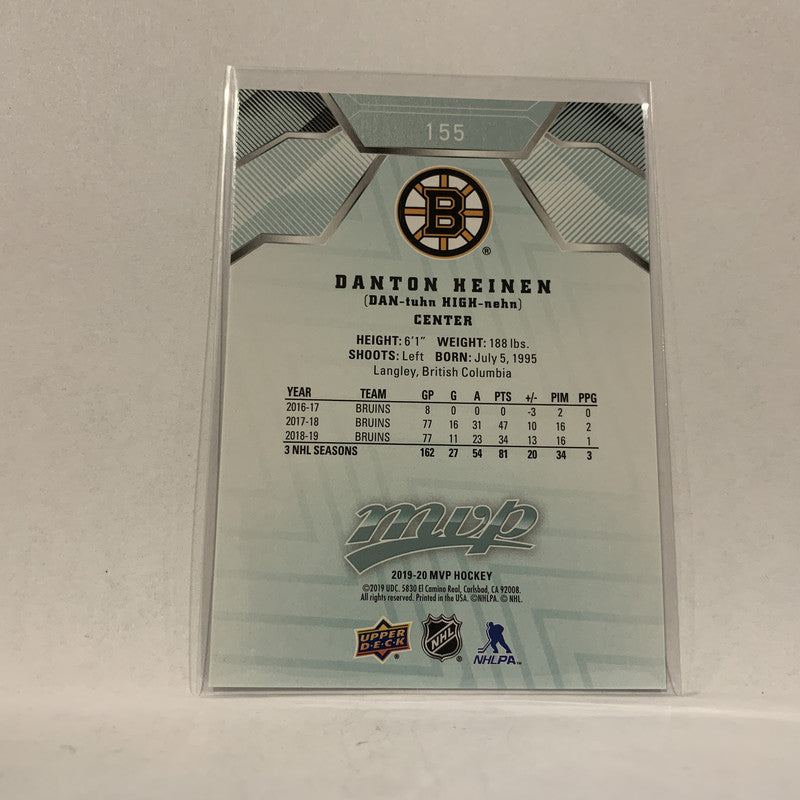 155
B
®
DANTON HEINEN
(DAN-tuhn HIGH-nehn)
CENTER
HEIGHT: 6'1" WEIGHT: 188 lbs.
SHOOTS: Left BORN: July 5, 1995
Langley, British Columbia
YEAR TEAM GP G A PTS +/- PIM PPG
2016-17 BRUINS 8 0 0 0 -3 2 0
2017-18 BRUINS 77 16 31 47 10 16 2
2018-19 BRUINS 77 11 23 34 13 16 1
3 NHL SEASONS 162 27 54 81 20 34 3
mvp
2019-20 MVP HOCKEY
©2019 UDC. 5830 El Camino Real, Carlsbad, CA 92008.
All rights reserved. Printed in the USA. ©NHLPA. © NHL.
UPPER DECK® NHL® NHLPA™